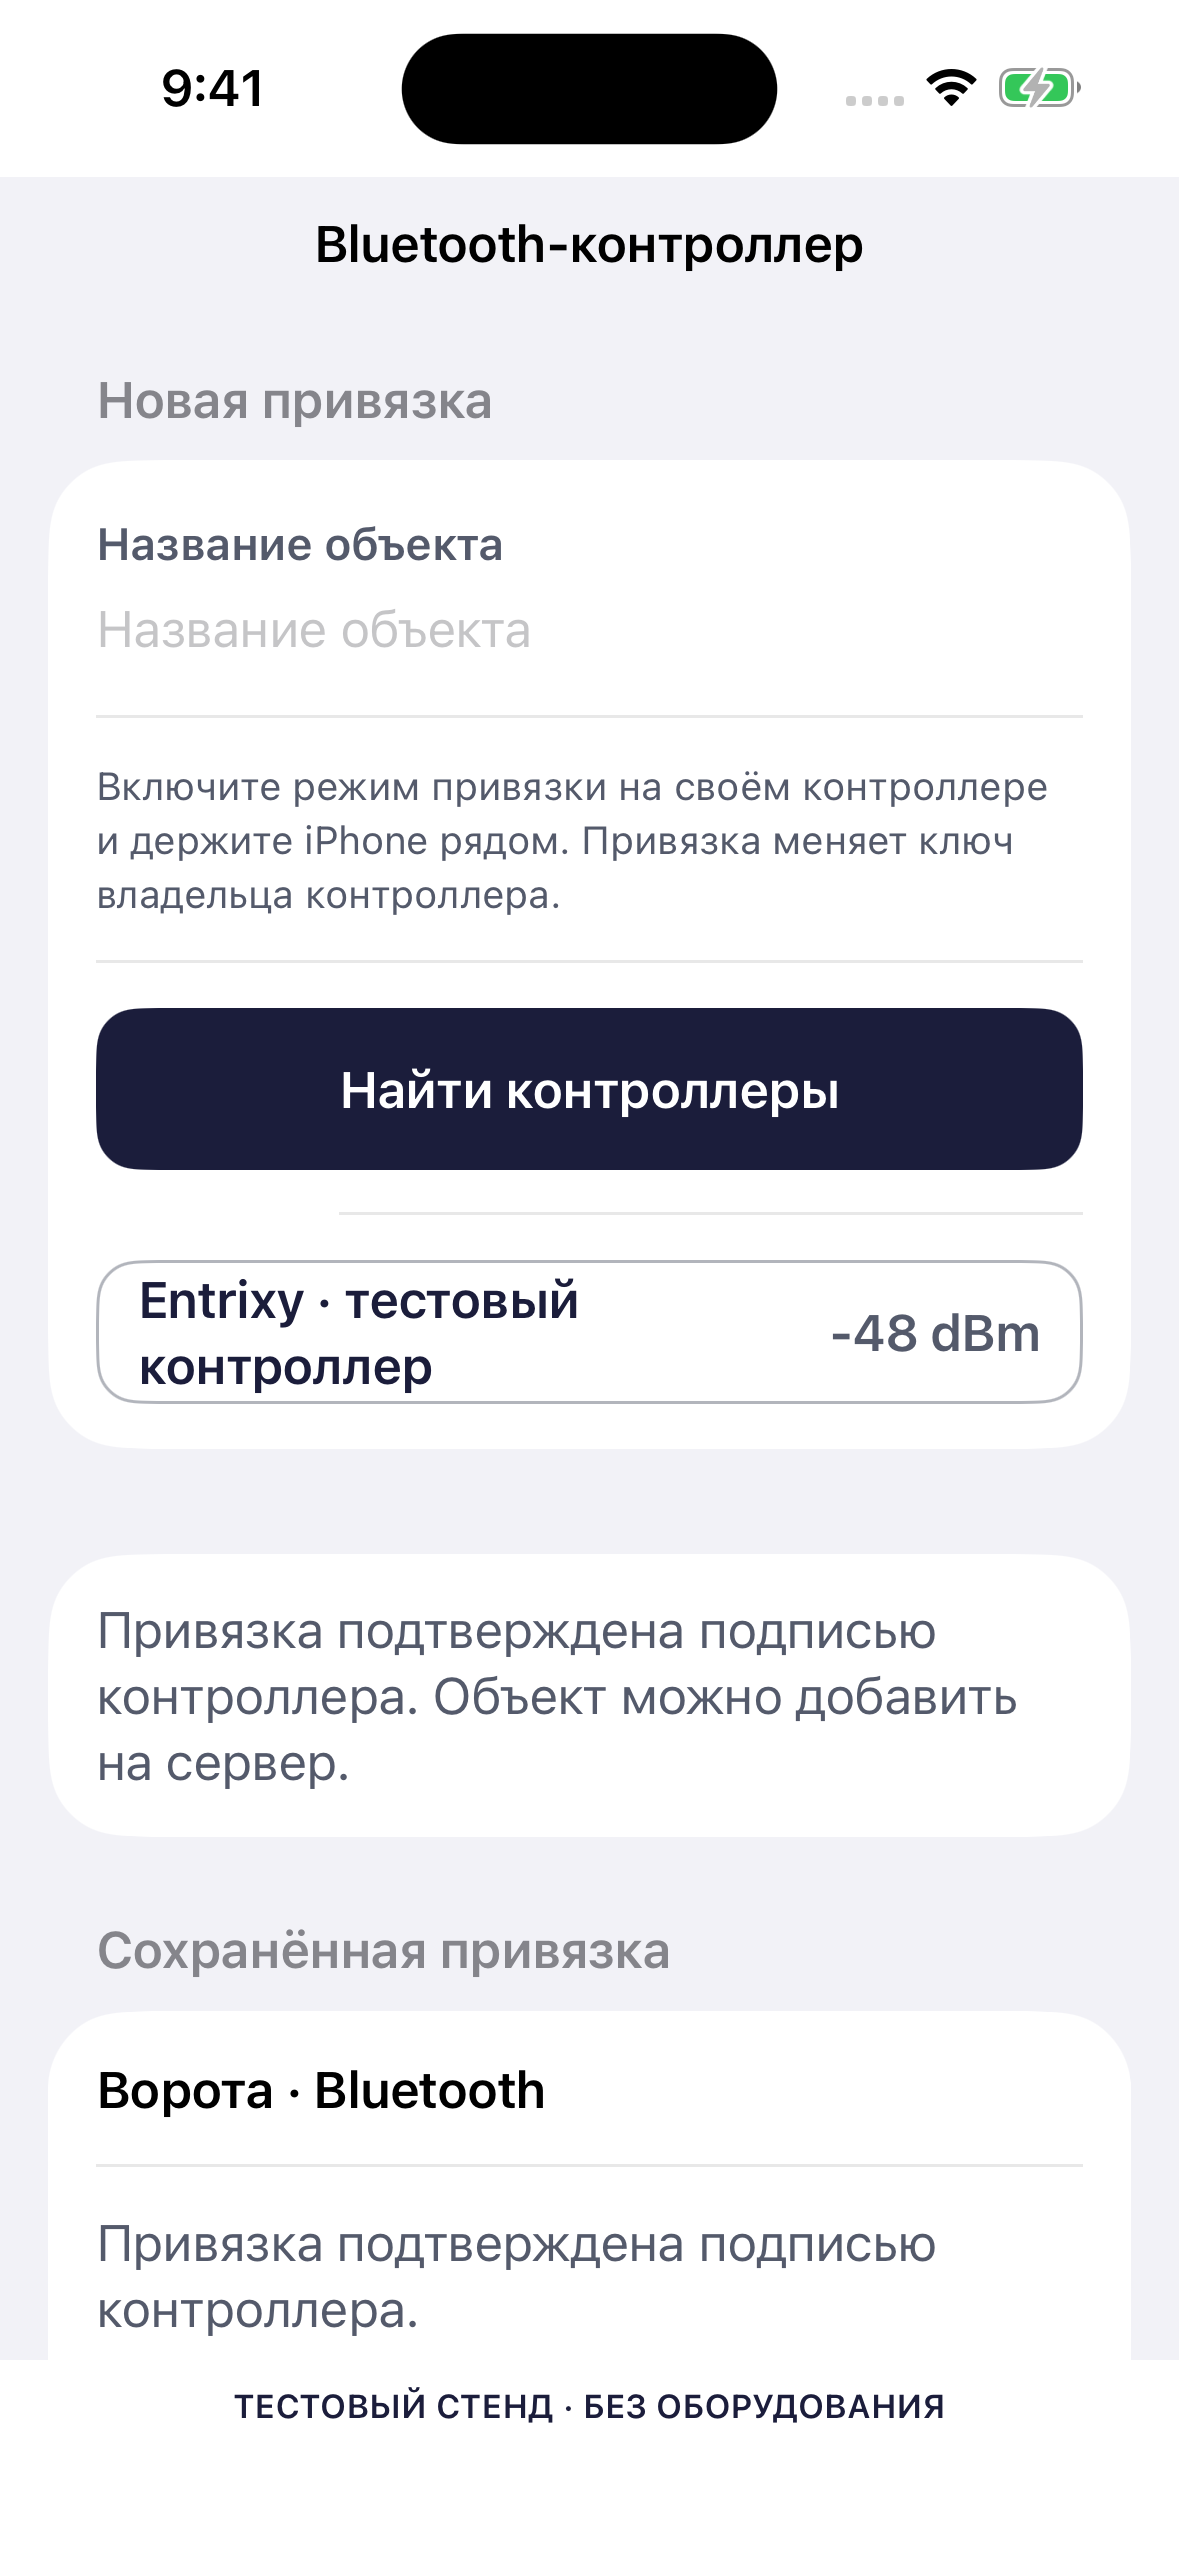 9:41
Bluetooth-контроллер
Новая привязка
Название объекта
Название объекта
Включите режим привязки на своём контроллере
и держите iPhone рядом. Привязка меняет ключ
владельца контроллера.
Найти контроллеры
Entrixy · тестовый
контроллер
-48 dBm
Привязка подтверждена подписью
контроллера. Объект можно добавить
на сервер.
Сохранённая привязка
Ворота · Bluetooth
Привязка подтверждена подписью
контроллера.
ТЕСТОВЫЙ СТЕНД · БЕЗ ОБОРУДОВАНИЯ